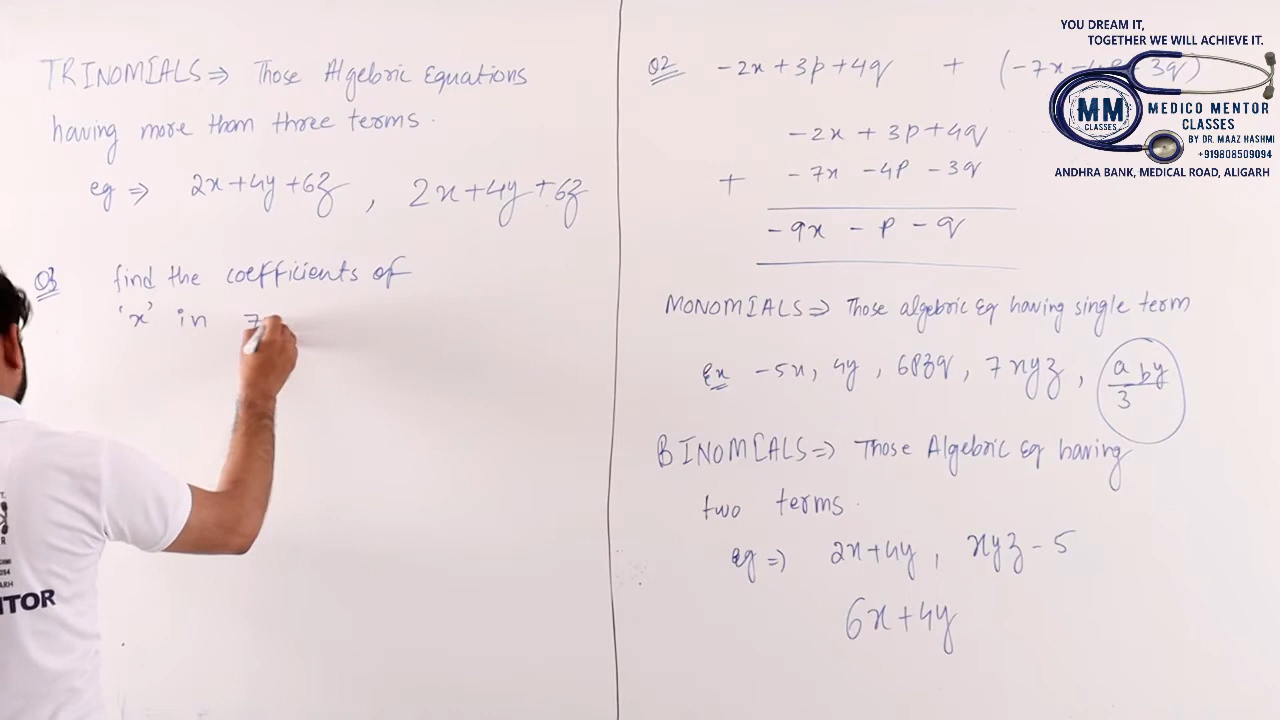 TRINOMIALS ⇒ Those Algebric Equations
having more than three terms.
eg ⇒ 2x+4y+6z, 2x+4y+6z
Q3 find the coefficients of
'x' in 7
Q2 -2x+3p+4q + (-7x-4p-3q)
-2x + 3p+4q
+ -7x -4p -3q
-9x - p - q
MONOMIALS ⇒ Those algebric Eq having single term
Ex -5x, 4y, 6pzq, 7xyz, a/3 by
BINOMIALS ⇒ Those Algebric Eq having
two terms.
eg ⇒ 2x+4y, xyz-5
6x+4y
YOU DREAM IT,
TOGETHER WE WILL ACHIEVE IT.
MM
CLASSES
MEDICO MENTOR
CLASSES
BY DR. MAAZ HASHMI
+919808509094
ANDHRA BANK, MEDICAL ROAD, ALIGARH